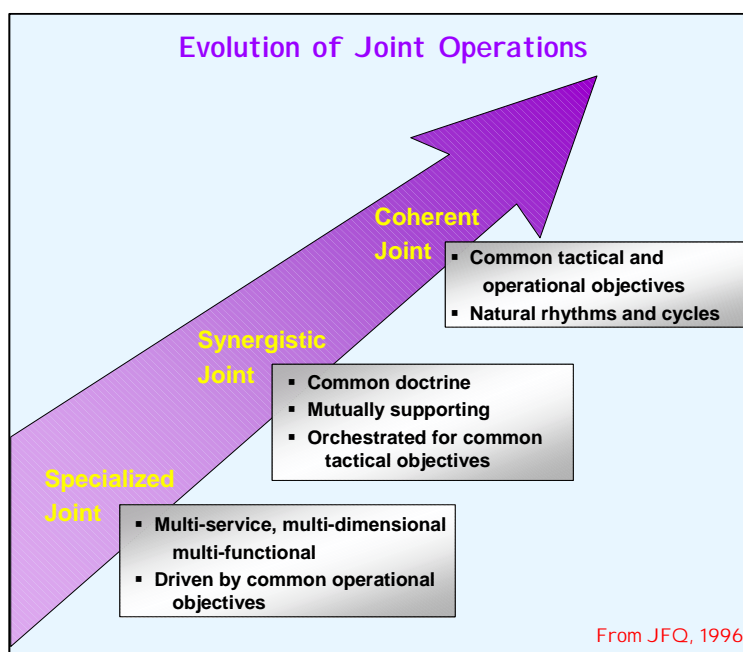 Evolution of Joint Operations
Coherent
Joint
▪ Common tactical and
operational objectives
▪ Natural rhythms and cycles
Synergistic
Joint
▪ Common doctrine
▪ Mutually supporting
▪ Orchestrated for common
tactical objectives
Specialized
Joint
▪ Multi-service, multi-dimensional
multi-functional
▪ Driven by common operational
objectives
From JFQ, 1996